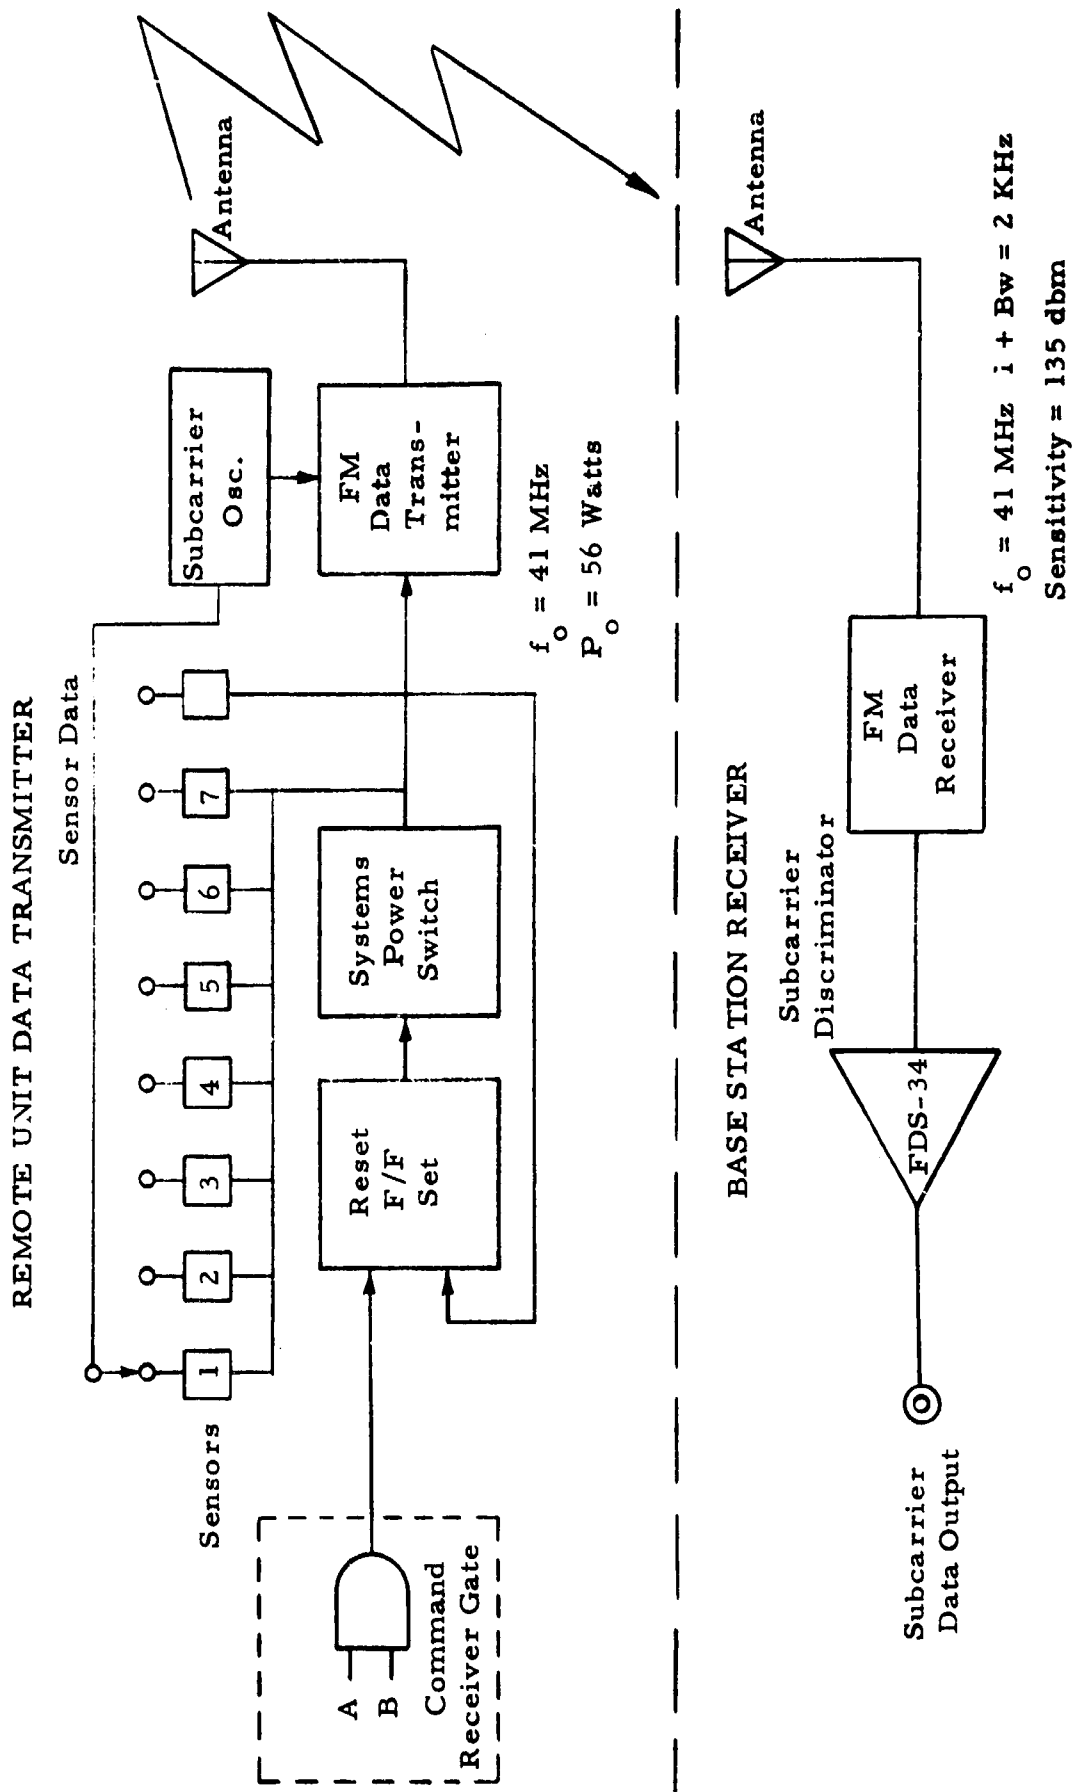 REMOTE UNIT DATA TRANSMITTER
Sensor Data
Sensors
1
2
3
4
5
6
7
Subcarrier
Osc.
Antenna
A
B
Command
Receiver Gate
Reset
F/F
Set
Systems
Power
Switch
FM
Data
Trans-
mitter
f_o = 41 MHz
P_o = 56 Watts
BASE STATION RECEIVER
Antenna
Subcarrier
Discriminator
FDS-34
FM
Data
Receiver
Subcarrier
Data Output
f_o = 41 MHz i + Bw = 2 KHz
Sensitivity = 135 dbm